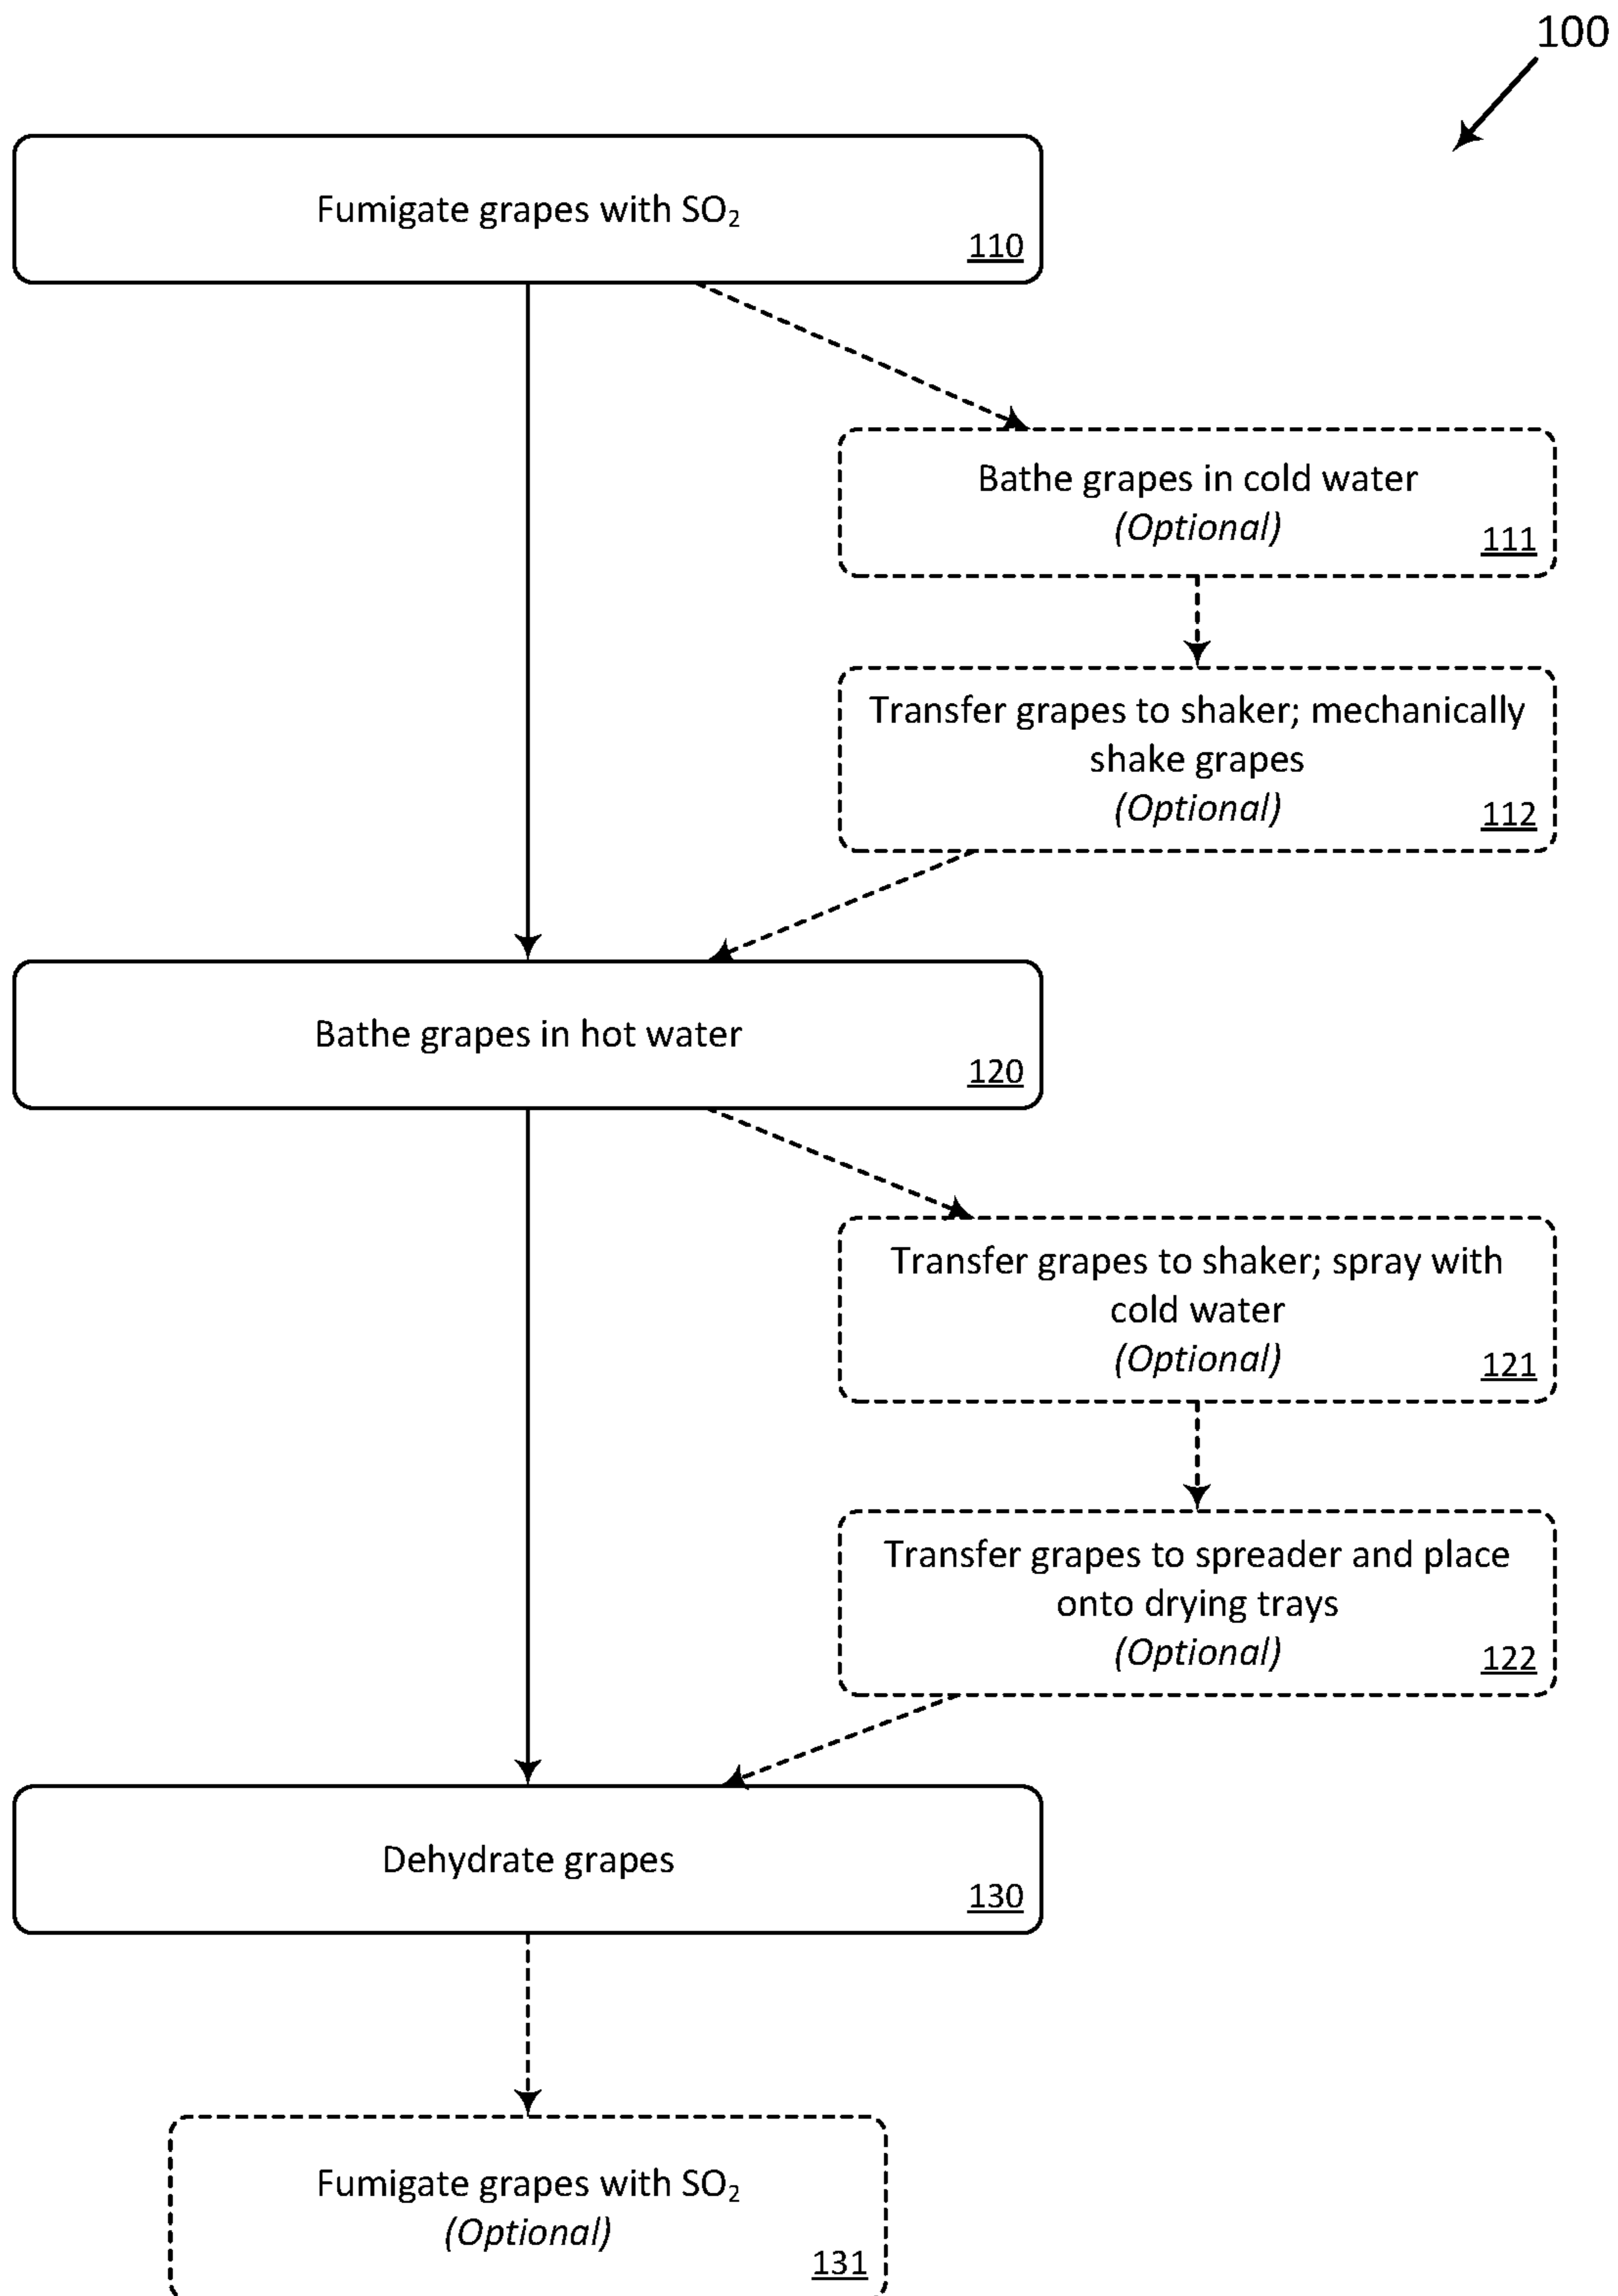 100
Fumigate grapes with SO₂
110
Bathe grapes in cold water
(Optional)
111
Transfer grapes to shaker; mechanically
shake grapes
(Optional)
112
Bathe grapes in hot water
120
Transfer grapes to shaker; spray with
cold water
(Optional)
121
Transfer grapes to spreader and place
onto drying trays
(Optional)
122
Dehydrate grapes
130
Fumigate grapes with SO₂
(Optional)
131